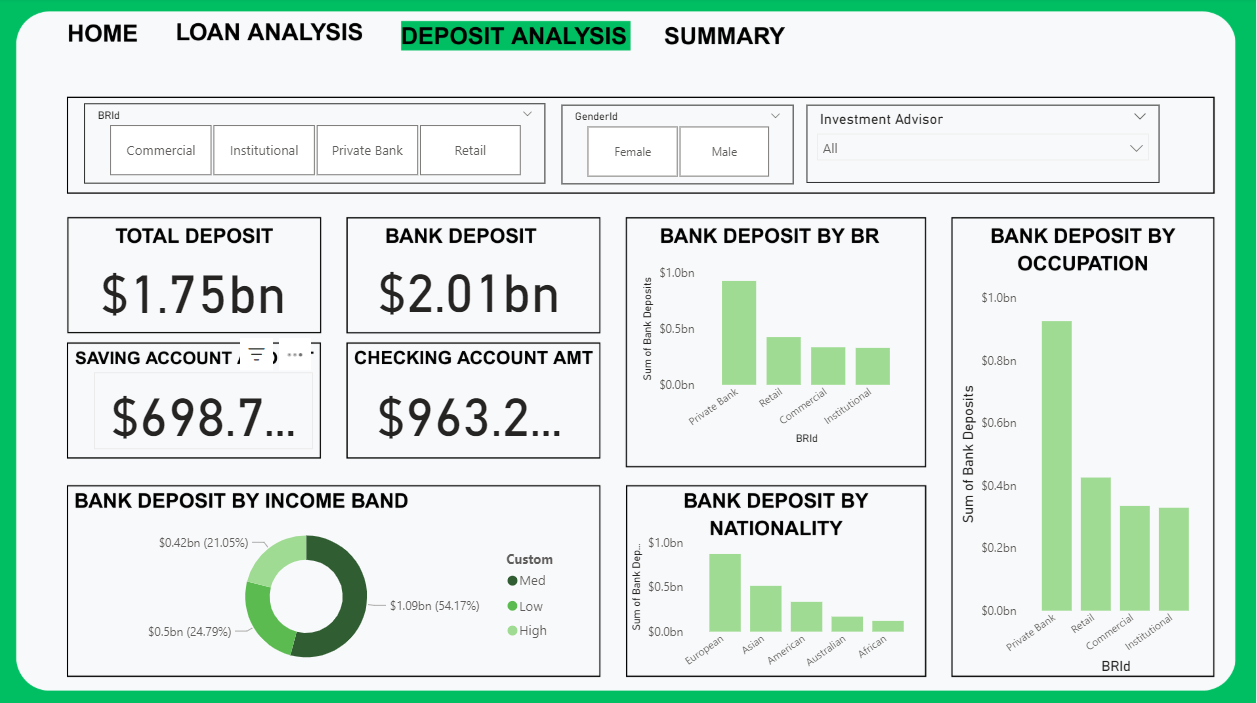 HOME
LOAN ANALYSIS
DEPOSIT ANALYSIS
SUMMARY
BRId
Commercial
Institutional
Private Bank
Retail
GenderId
Female
Male
Investment Advisor
All
TOTAL DEPOSIT
$1.75bn
BANK DEPOSIT
$2.01bn
SAVING ACCOUNT
$698.7...
CHECKING ACCOUNT AMT
$963.2...
BANK DEPOSIT BY BR
Sum of Bank Deposits
$1.0bn
$0.5bn
$0.0bn
Private Bank
Retail
Commercial
Institutional
BRId
BANK DEPOSIT BY
OCCUPATION
Sum of Bank Deposits
$1.0bn
$0.8bn
$0.6bn
$0.4bn
$0.2bn
$0.0bn
Private Bank
Retail
Commercial
Institutional
BRId
BANK DEPOSIT BY INCOME BAND
$0.42bn (21.05%)
$0.5bn (24.79%)
$1.09bn (54.17%)
Custom
Med
Low
High
BANK DEPOSIT BY
NATIONALITY
Sum of Bank Dep...
$1.0bn
$0.5bn
$0.0bn
European
Asian
American
Australian
African